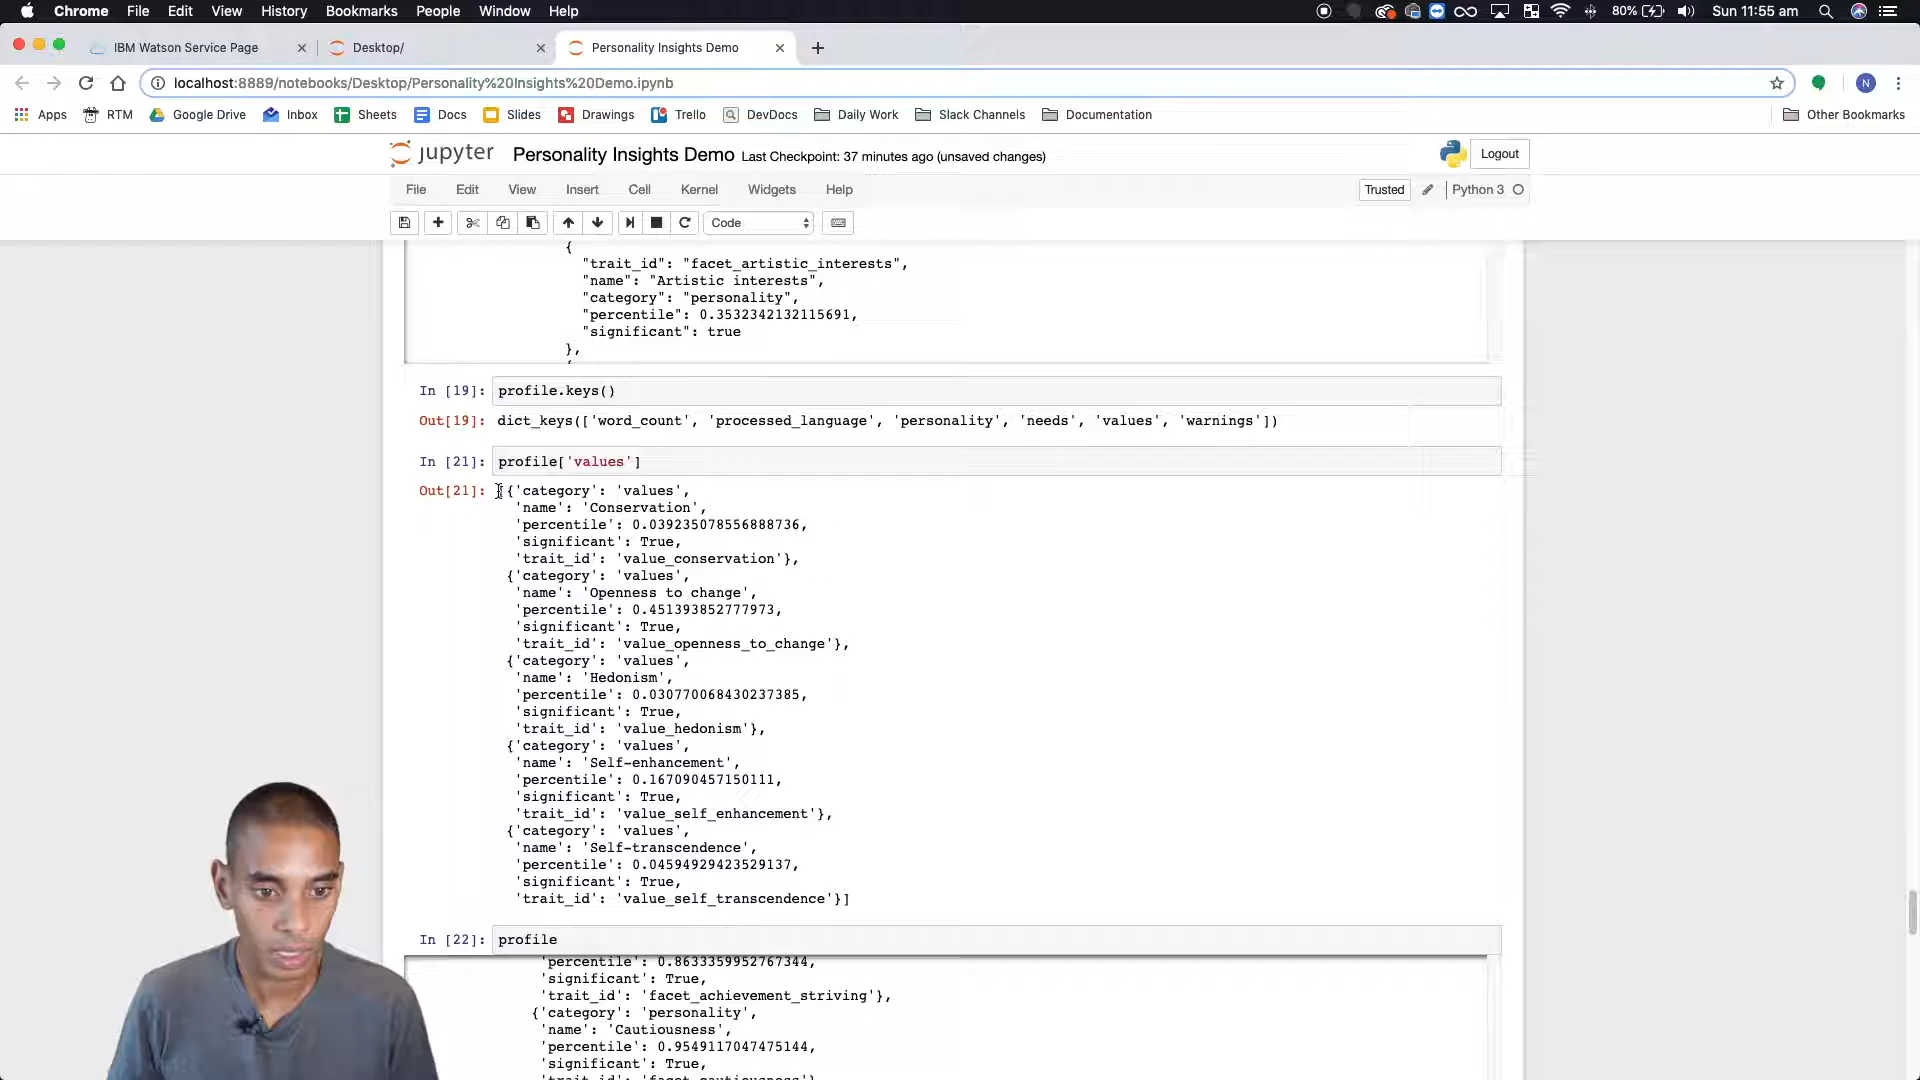 Chrome File Edit View History Bookmarks People Window Help 80% Sun 11:55 am
IBM Watson Service Page Desktop/ Personality Insights Demo
localhost:8889/notebooks/Desktop/Personality%20Insights%20Demo.ipynb N
Apps RTM Google Drive Inbox Sheets Docs Slides Drawings Trello DevDocs Daily Work Slack Channels Documentation Other Bookmarks
jupyter Personality Insights Demo Last Checkpoint: 37 minutes ago (unsaved changes) Logout
File Edit View Insert Cell Kernel Widgets Help Trusted Python 3
Code
{
"trait_id": "facet_artistic_interests",
"name": "Artistic interests",
"category": "personality",
"percentile": 0.3532342132115691,
"significant": true
},
In [19]: profile.keys()
Out[19]: dict_keys(['word_count', 'processed_language', 'personality', 'needs', 'values', 'warnings'])
In [21]: profile['values']
Out[21]: [{'category': 'values',
'name': 'Conservation',
'percentile': 0.039235078556888736,
'significant': True,
'trait_id': 'value_conservation'},
{'category': 'values',
'name': 'Openness to change',
'percentile': 0.451393852777973,
'significant': True,
'trait_id': 'value_openness_to_change'},
{'category': 'values',
'name': 'Hedonism',
'percentile': 0.030770068430237385,
'significant': True,
'trait_id': 'value_hedonism'},
{'category': 'values',
'name': 'Self-enhancement',
'percentile': 0.167090457150111,
'significant': True,
'trait_id': 'value_self_enhancement'},
{'category': 'values',
'name': 'Self-transcendence',
'percentile': 0.04594929423529137,
'significant': True,
'trait_id': 'value_self_transcendence'}]
In [22]: profile
'percentile': 0.8633359952767344,
'significant': True,
'trait_id': 'facet_achievement_striving'},
{'category': 'personality',
'name': 'Cautiousness',
'percentile': 0.9549117047475144,
'significant': True,